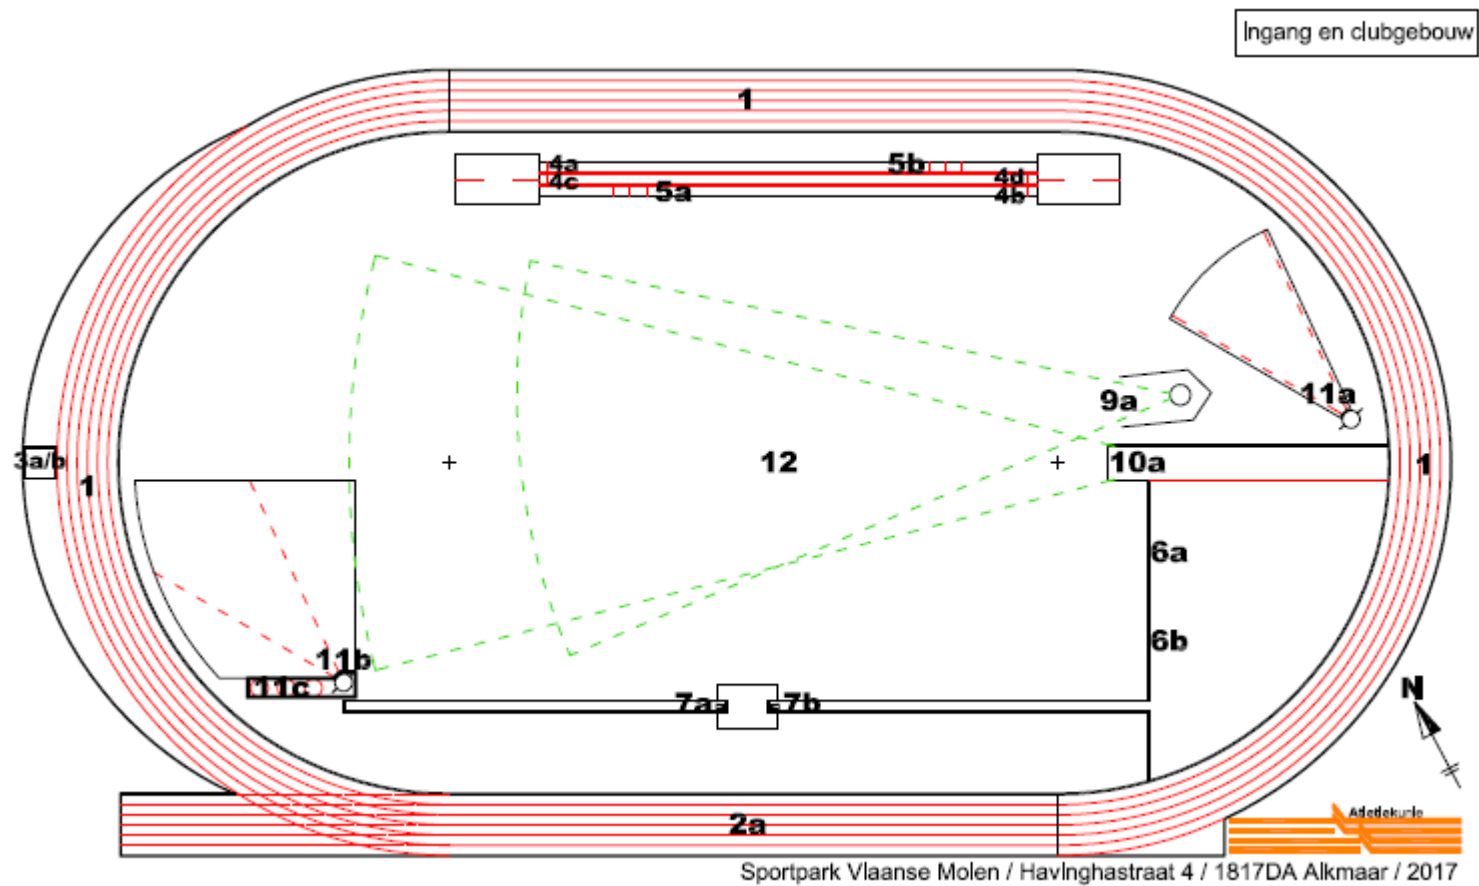 Ingang en clubgebouw
1
4a
5b
4c
4d
5a
4b
11a
9a
3a/b
12
10a
1
1
6a
6b
11b
11c
7a
7b
N
2a
Atletiekunie
Sportpark Vlaanse Molen / Havinghastraat 4 / 1817DA Alkmaar / 2017